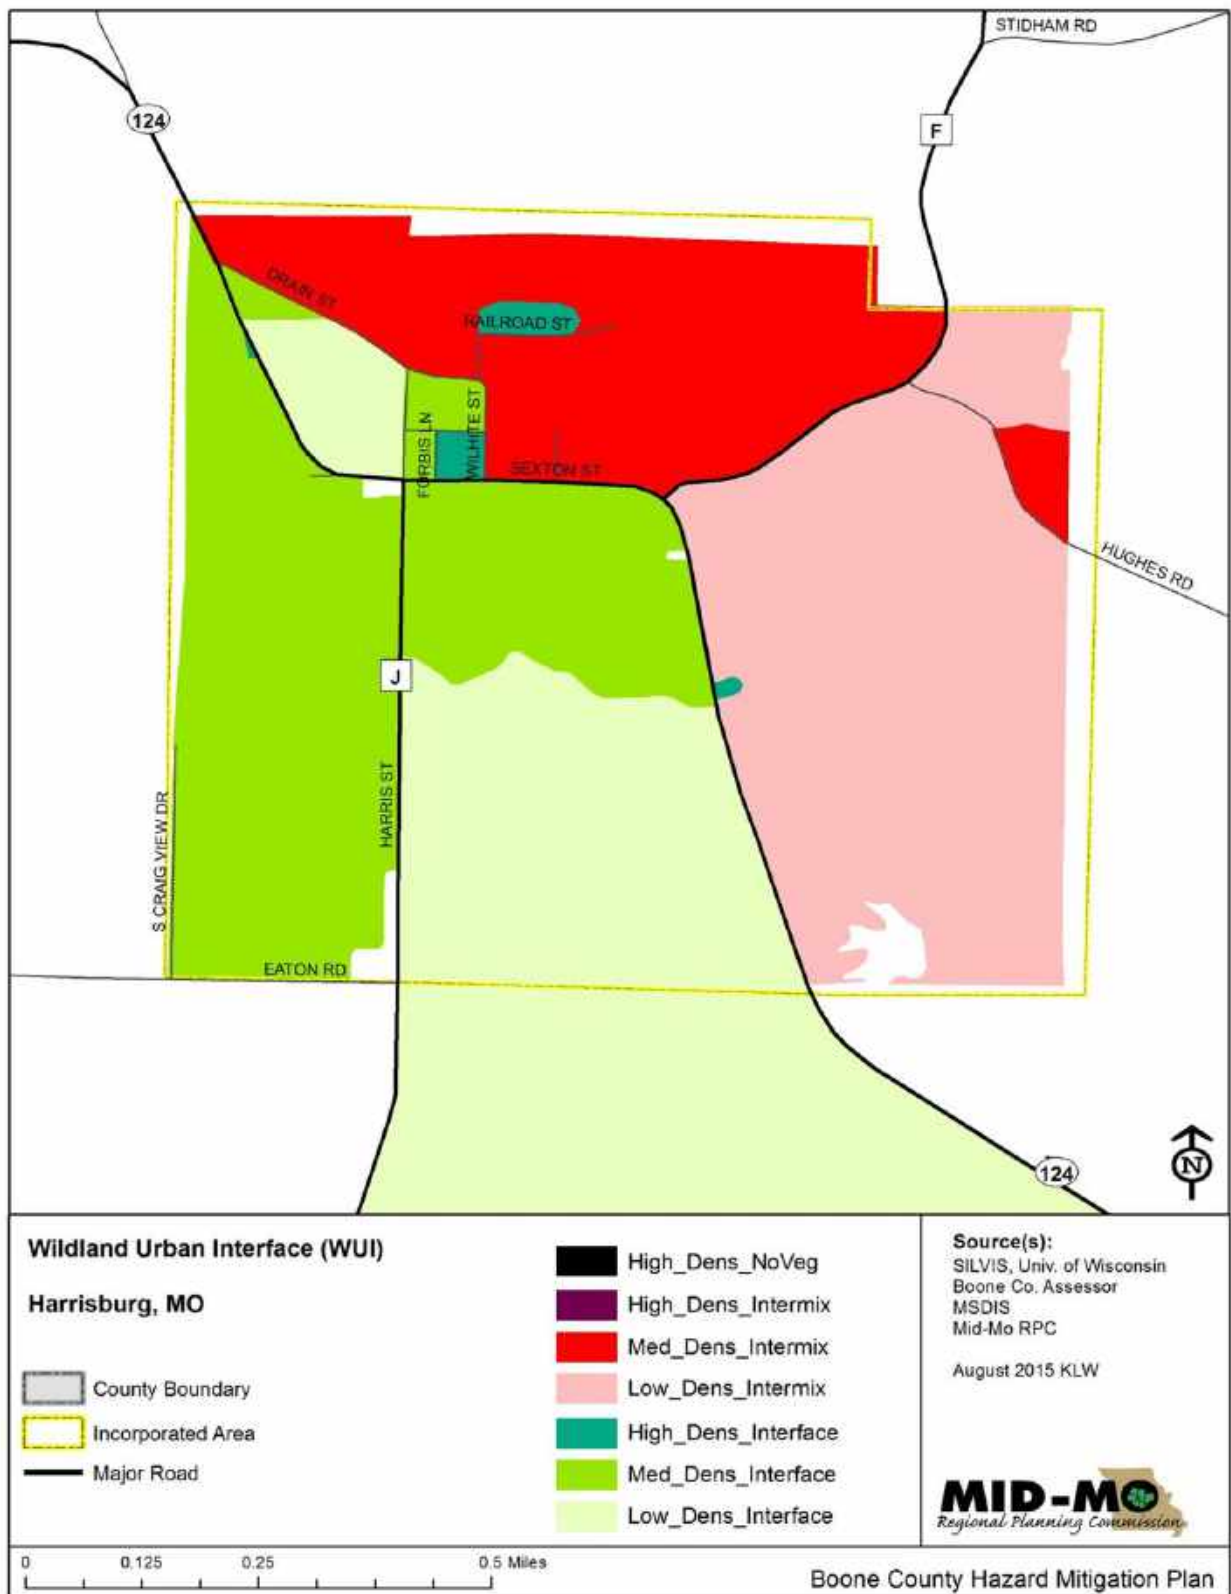 STIDHAM RD
124
F
DRAIN ST
RAILROAD ST
FORBIS LN
WILHITE ST
SEXTON ST
HUGHES RD
J
S CRAIG VIEW DR
HARRIS ST
EATON RD
124
N
Wildland Urban Interface (WUI)
Harrisburg, MO
County Boundary
Incorporated Area
Major Road
High_Dens_NoVeg
High_Dens_Intermix
Med_Dens_Intermix
Low_Dens_Intermix
High_Dens_Interface
Med_Dens_Interface
Low_Dens_Interface
Source(s):
SILVIS, Univ. of Wisconsin
Boone Co. Assessor
MSDIS
Mid-Mo RPC
August 2015 KLW
MID-MO
Regional Planning Commission
0 0.125 0.25 0.5 Miles
Boone County Hazard Mitigation Plan